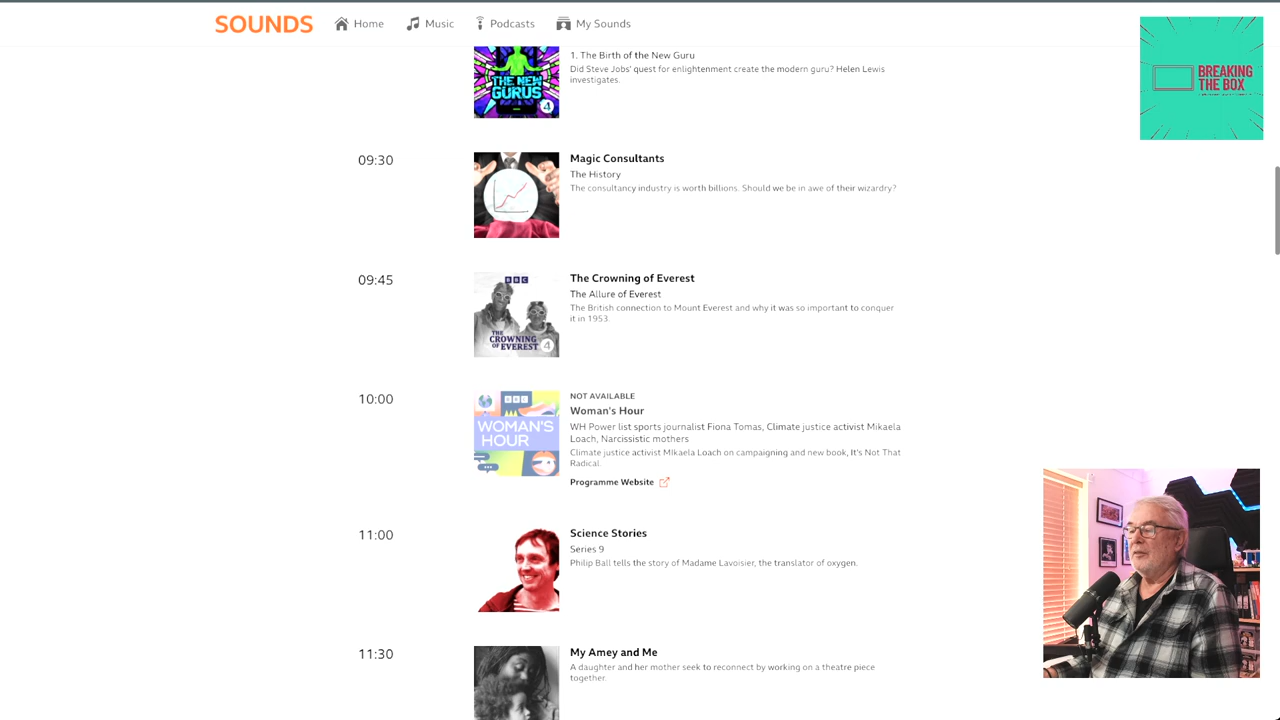 SOUNDS
Home
Music
Podcasts
My Sounds
BREAKING
THE BOX
THE NEW
GURUS
4
1. The Birth of the New Guru
Did Steve Jobs' quest for enlightenment create the modern guru? Helen Lewis
investigates.
09:30
Magic Consultants
The History
The consultancy industry is worth billions. Should we be in awe of their wizardry?
09:45
BBC
THE
CROWNING
OF EVEREST
4
The Crowning of Everest
The Allure of Everest
The British connection to Mount Everest and why it was so important to conquer
it in 1953.
10:00
BBC
WOMAN'S
HOUR
NOT AVAILABLE
Woman's Hour
WH Power list sports journalist Fiona Tomas, Climate justice activist Mikaela
Loach, Narcissistic mothers
Climate justice activist MIkaela Loach on campaigning and new book, It's Not That
Radical.
Programme Website
11:00
Science Stories
Series 9
Philip Ball tells the story of Madame Lavoisier, the translator of oxygen.
11:30
My Amey and Me
A daughter and her mother seek to reconnect by working on a theatre piece
together.